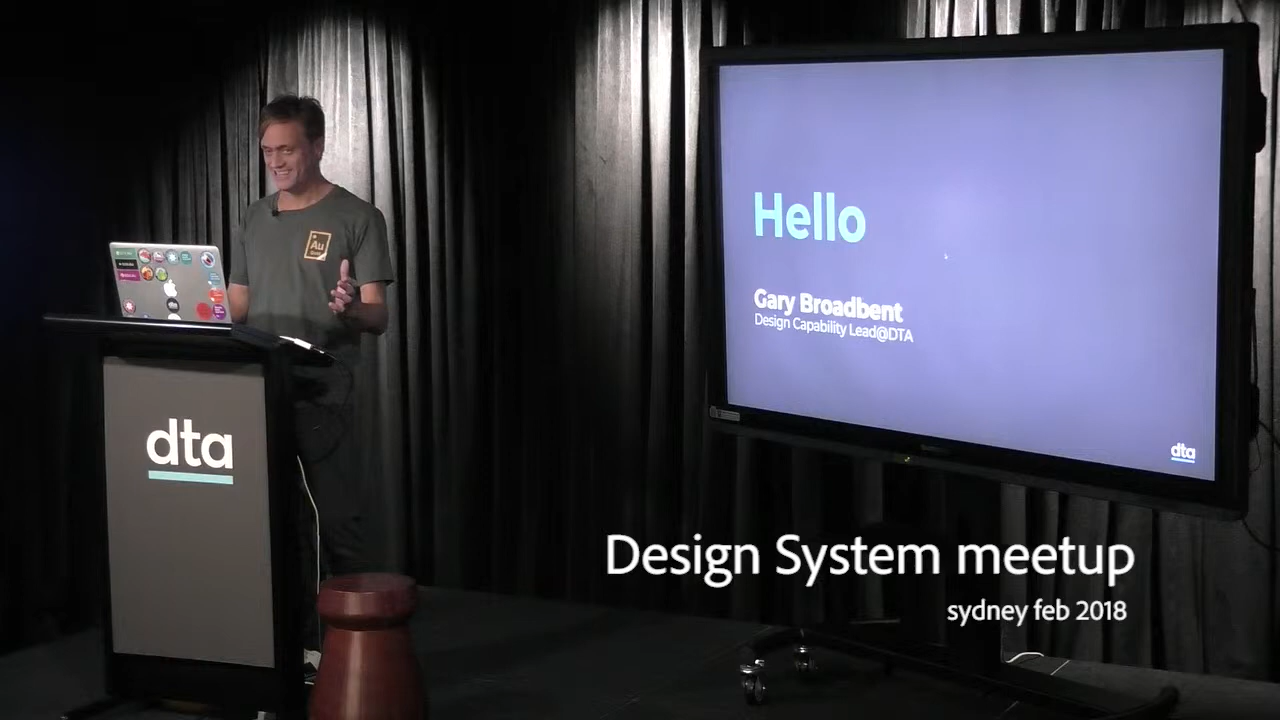 Hello
Gary Broadbent
Design Capability Lead@DTA
dta
Au
dta
Design System meetup
sydney feb 2018